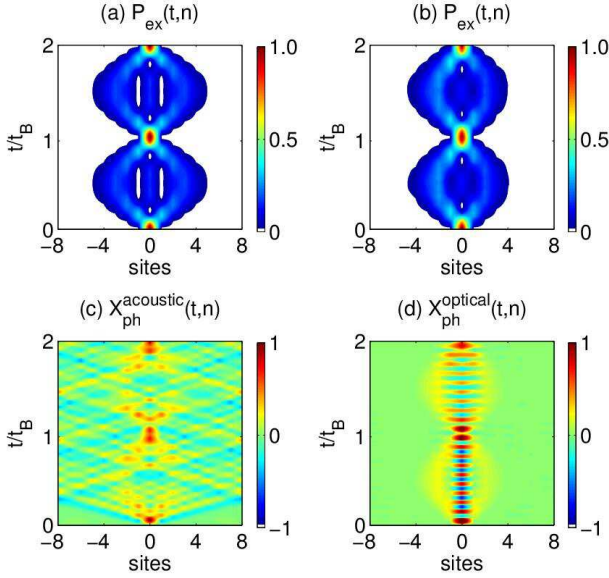 (a) P_ex(t,n)
(b) P_ex(t,n)
2
1
0
t/t_B
−8 −4 0 4 8
sites
1.0
0.5
0
2
1
0
t/t_B
−8 −4 0 4 8
sites
1.0
0.5
0
(c) X_ph^acoustic(t,n)
(d) X_ph^optical(t,n)
2
1
0
t/t_B
−8 −4 0 4 8
sites
1
0
−1
2
1
0
t/t_B
−8 −4 0 4 8
sites
1
0
−1